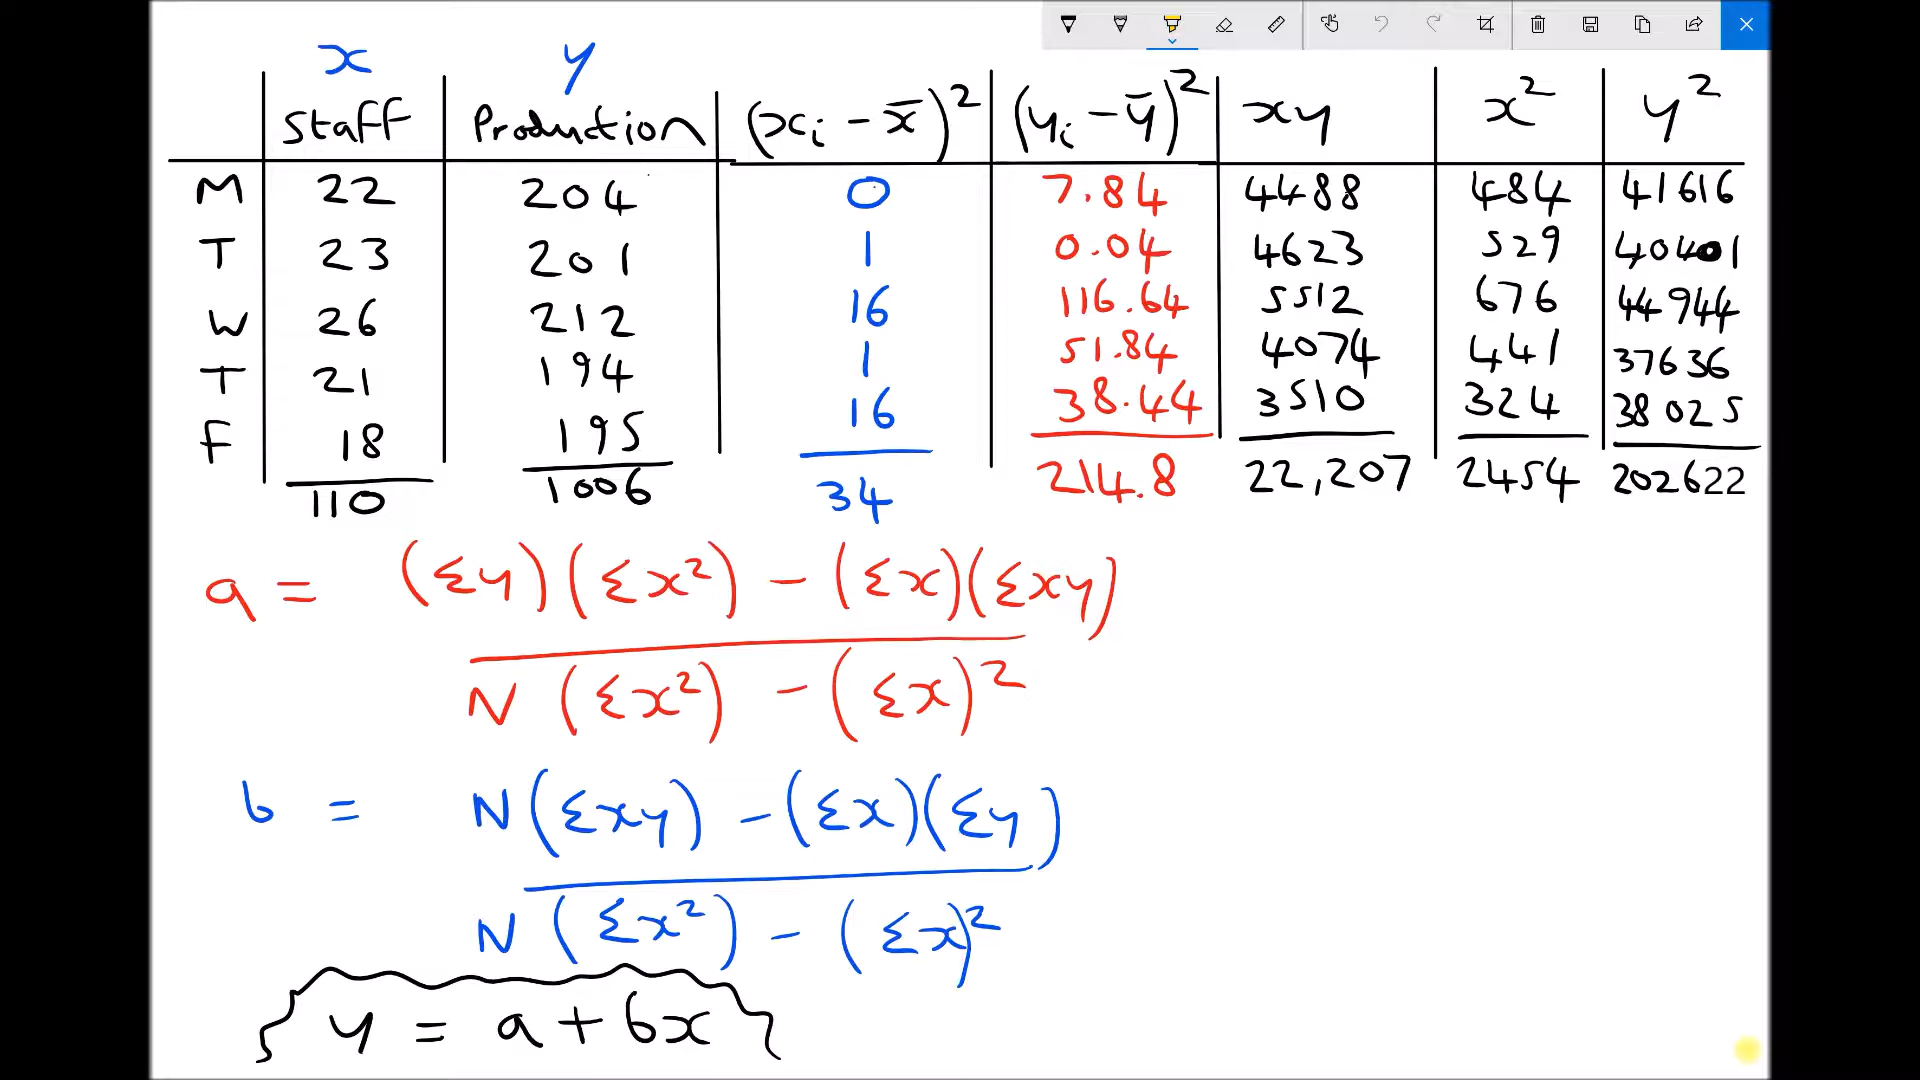 x y
Staff Production (xi - x̄)² (yi - ȳ)² xy x² y²
M 22 204 0 7.84 4488 484 41616
T 23 201 1 0.04 4623 529 40401
W 26 212 16 116.64 5512 676 44944
T 21 194 1 51.84 4074 441 37636
F 18 195 16 38.44 3510 324 38025
110 1006 34 214.8 22,207 2454 202622
a = (Σy)(Σx²) - (Σx)(Σxy)
N (Σx²) - (Σx)²
b = N(Σxy) - (Σx)(Σy)
N (Σx²) - (Σx)²
y = a + bx